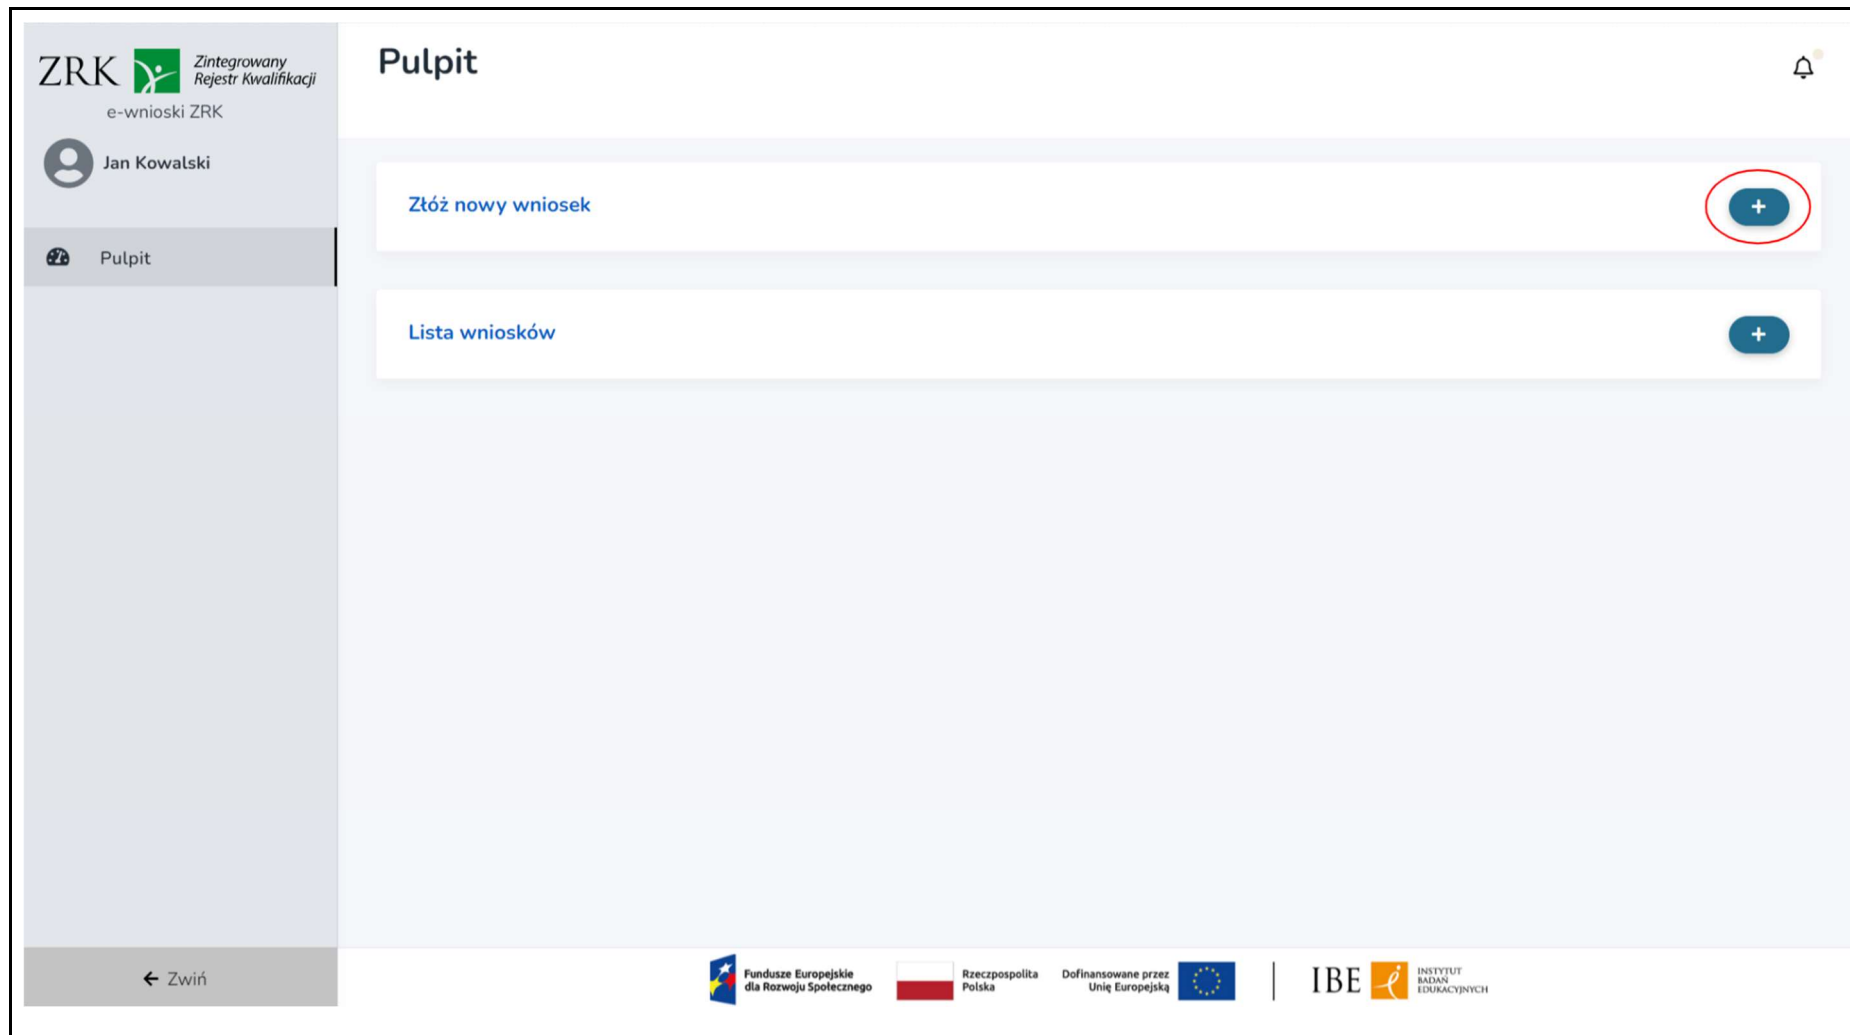 ZRK Zintegrowany
Rejestr Kwalifikacji
e-wnioski ZRK
Jan Kowalski
Pulpit
Pulpit
Złóż nowy wniosek
+
Lista wniosków
+
← Zwiń
Fundusze Europejskie
dla Rozwoju Społecznego
Rzeczpospolita
Polska
Dofinansowane przez
Unię Europejską
IBE
INSTYTUT
BADAŃ
EDUKACYJNYCH